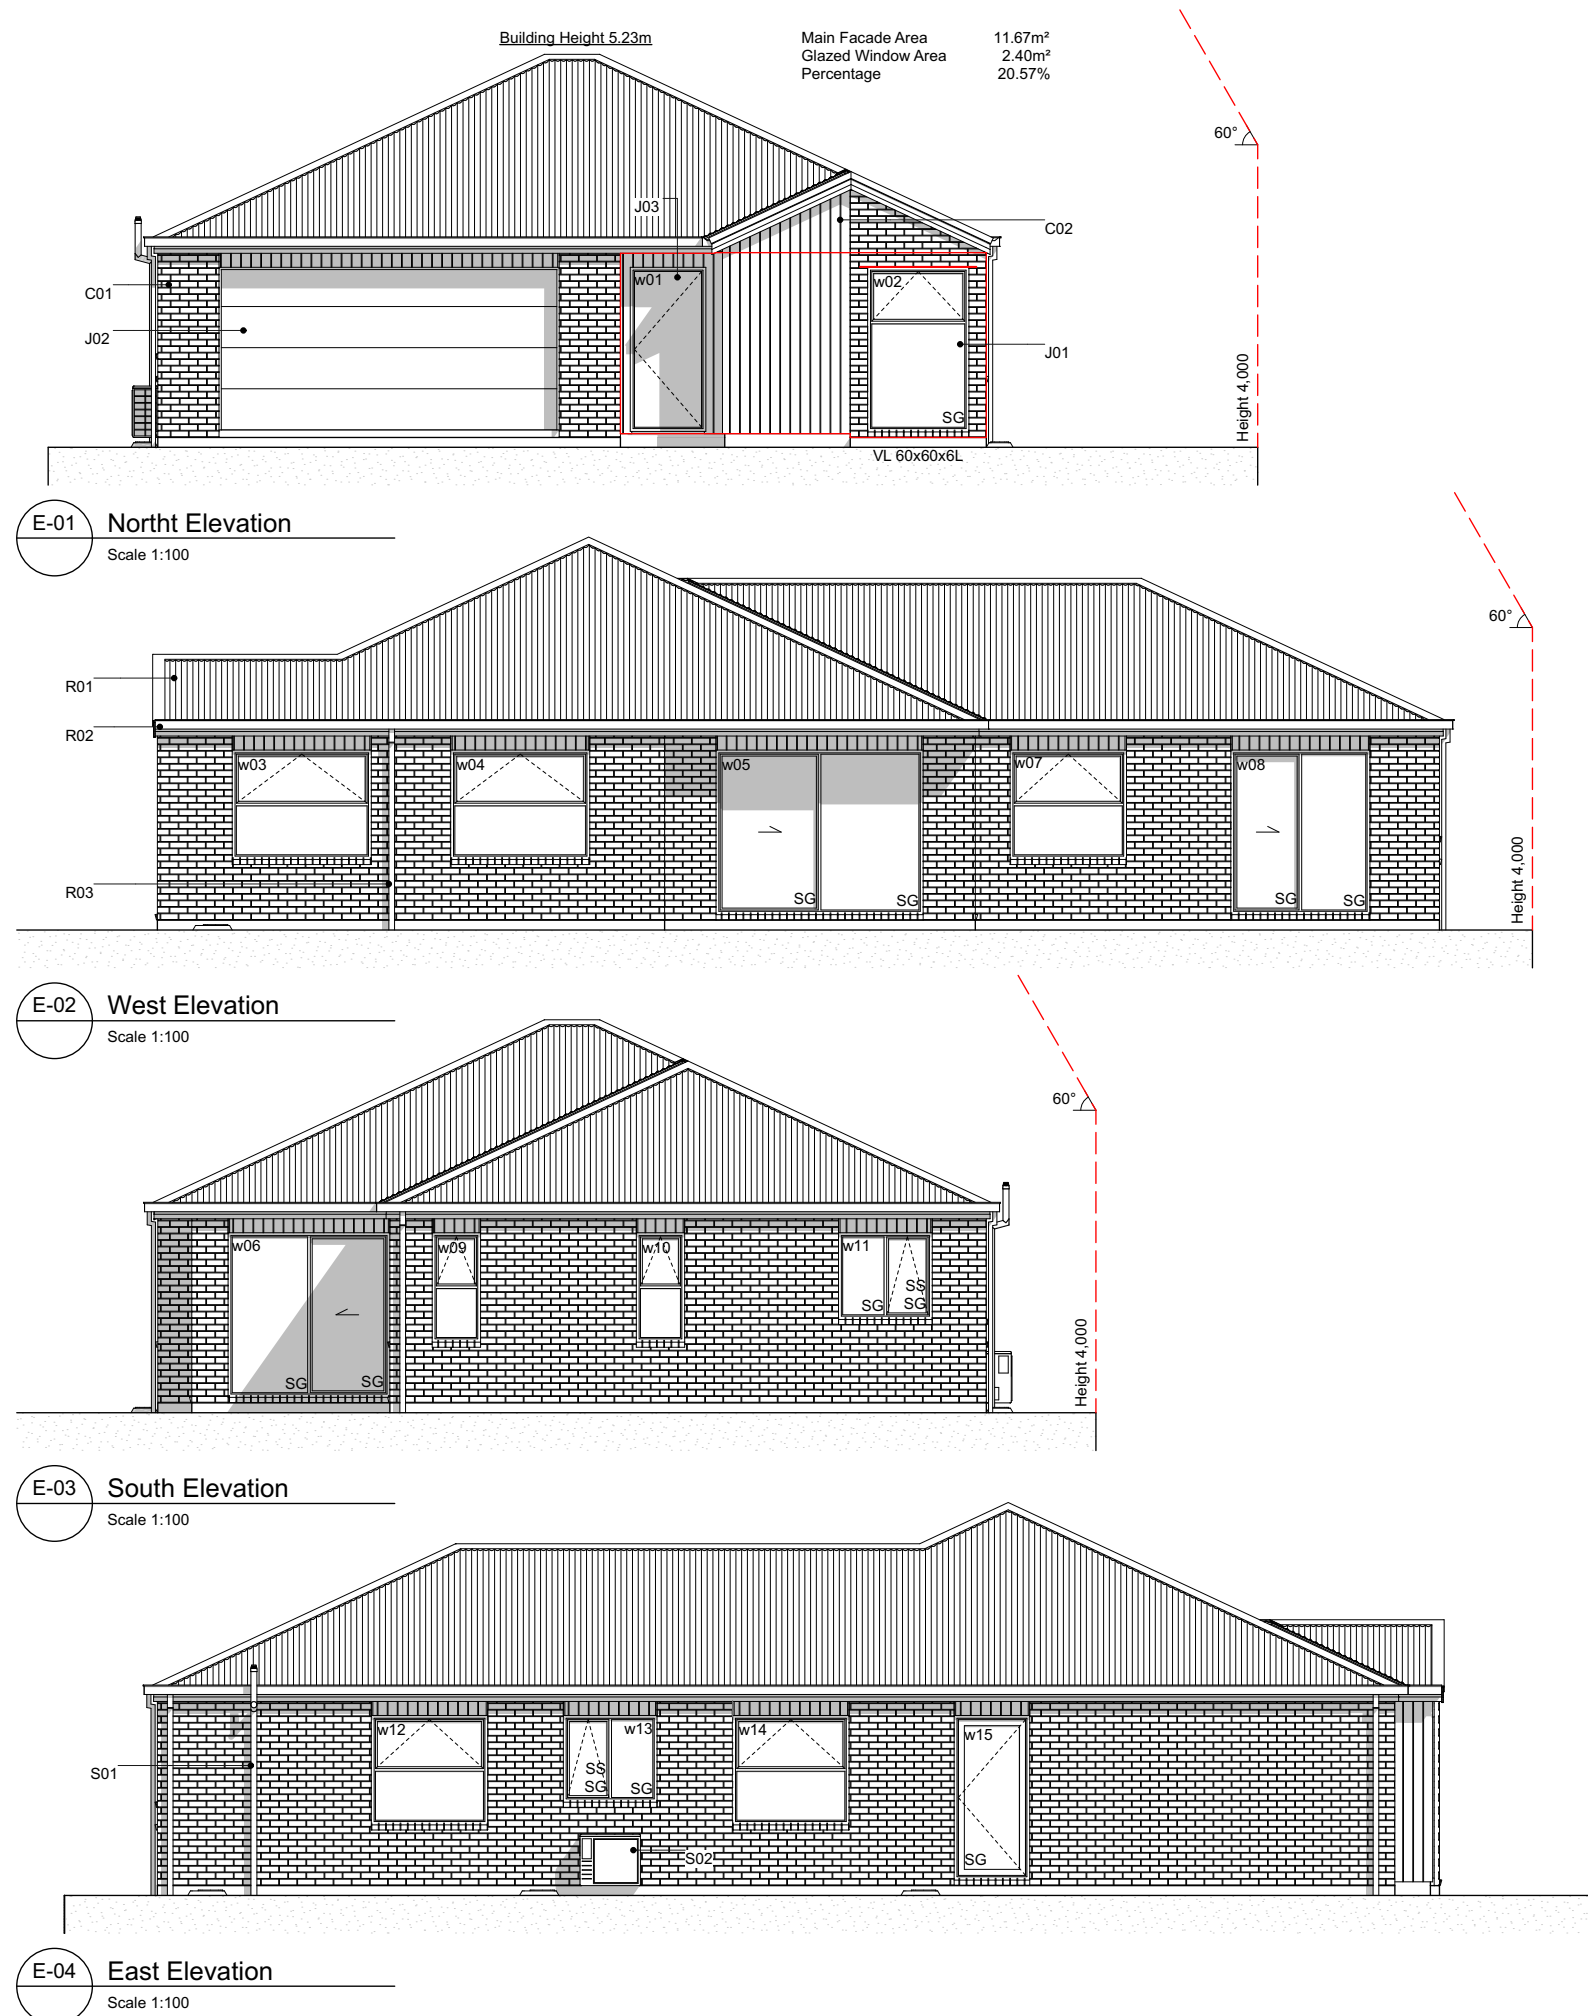 Building Height 5.23m
Main Facade Area 11.67m²
Glazed Window Area 2.40m²
Percentage 20.57%
60°
J03
C02
w01
w02
C01
J02
J01
Height 4,000
SG
VL 60x60x6L
E-01 Northt Elevation
Scale 1:100
60°
R01
R02
w03
w04
w05
w07
w08
R03
SG
SG
SG
SG
Height 4,000
E-02 West Elevation
Scale 1:100
60°
w06
w09
w10
w11
SS
SG
SG
SG
SG
Height 4,000
E-03 South Elevation
Scale 1:100
w12
w13
w14
w15
S01
SS
SG
SG
S02
SG
E-04 East Elevation
Scale 1:100